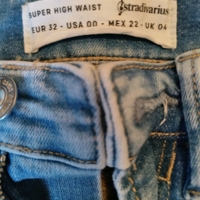 SUPER HIGH WAIST stradivarius
EUR 32 - USA 00 - MEX 22 - UK 04